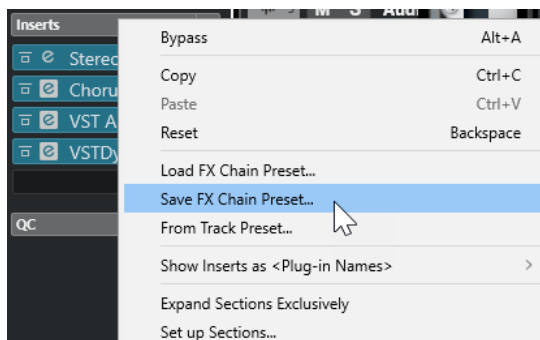 Inserts
M S
Bypass Alt+A
Stereo
Copy Ctrl+C
Chorus
Paste Ctrl+V
VST A
Reset Backspace
VSTDy
Load FX Chain Preset...
Save FX Chain Preset...
QC
From Track Preset...
Show Inserts as <Plug-in Names> >
Expand Sections Exclusively
Set up Sections...